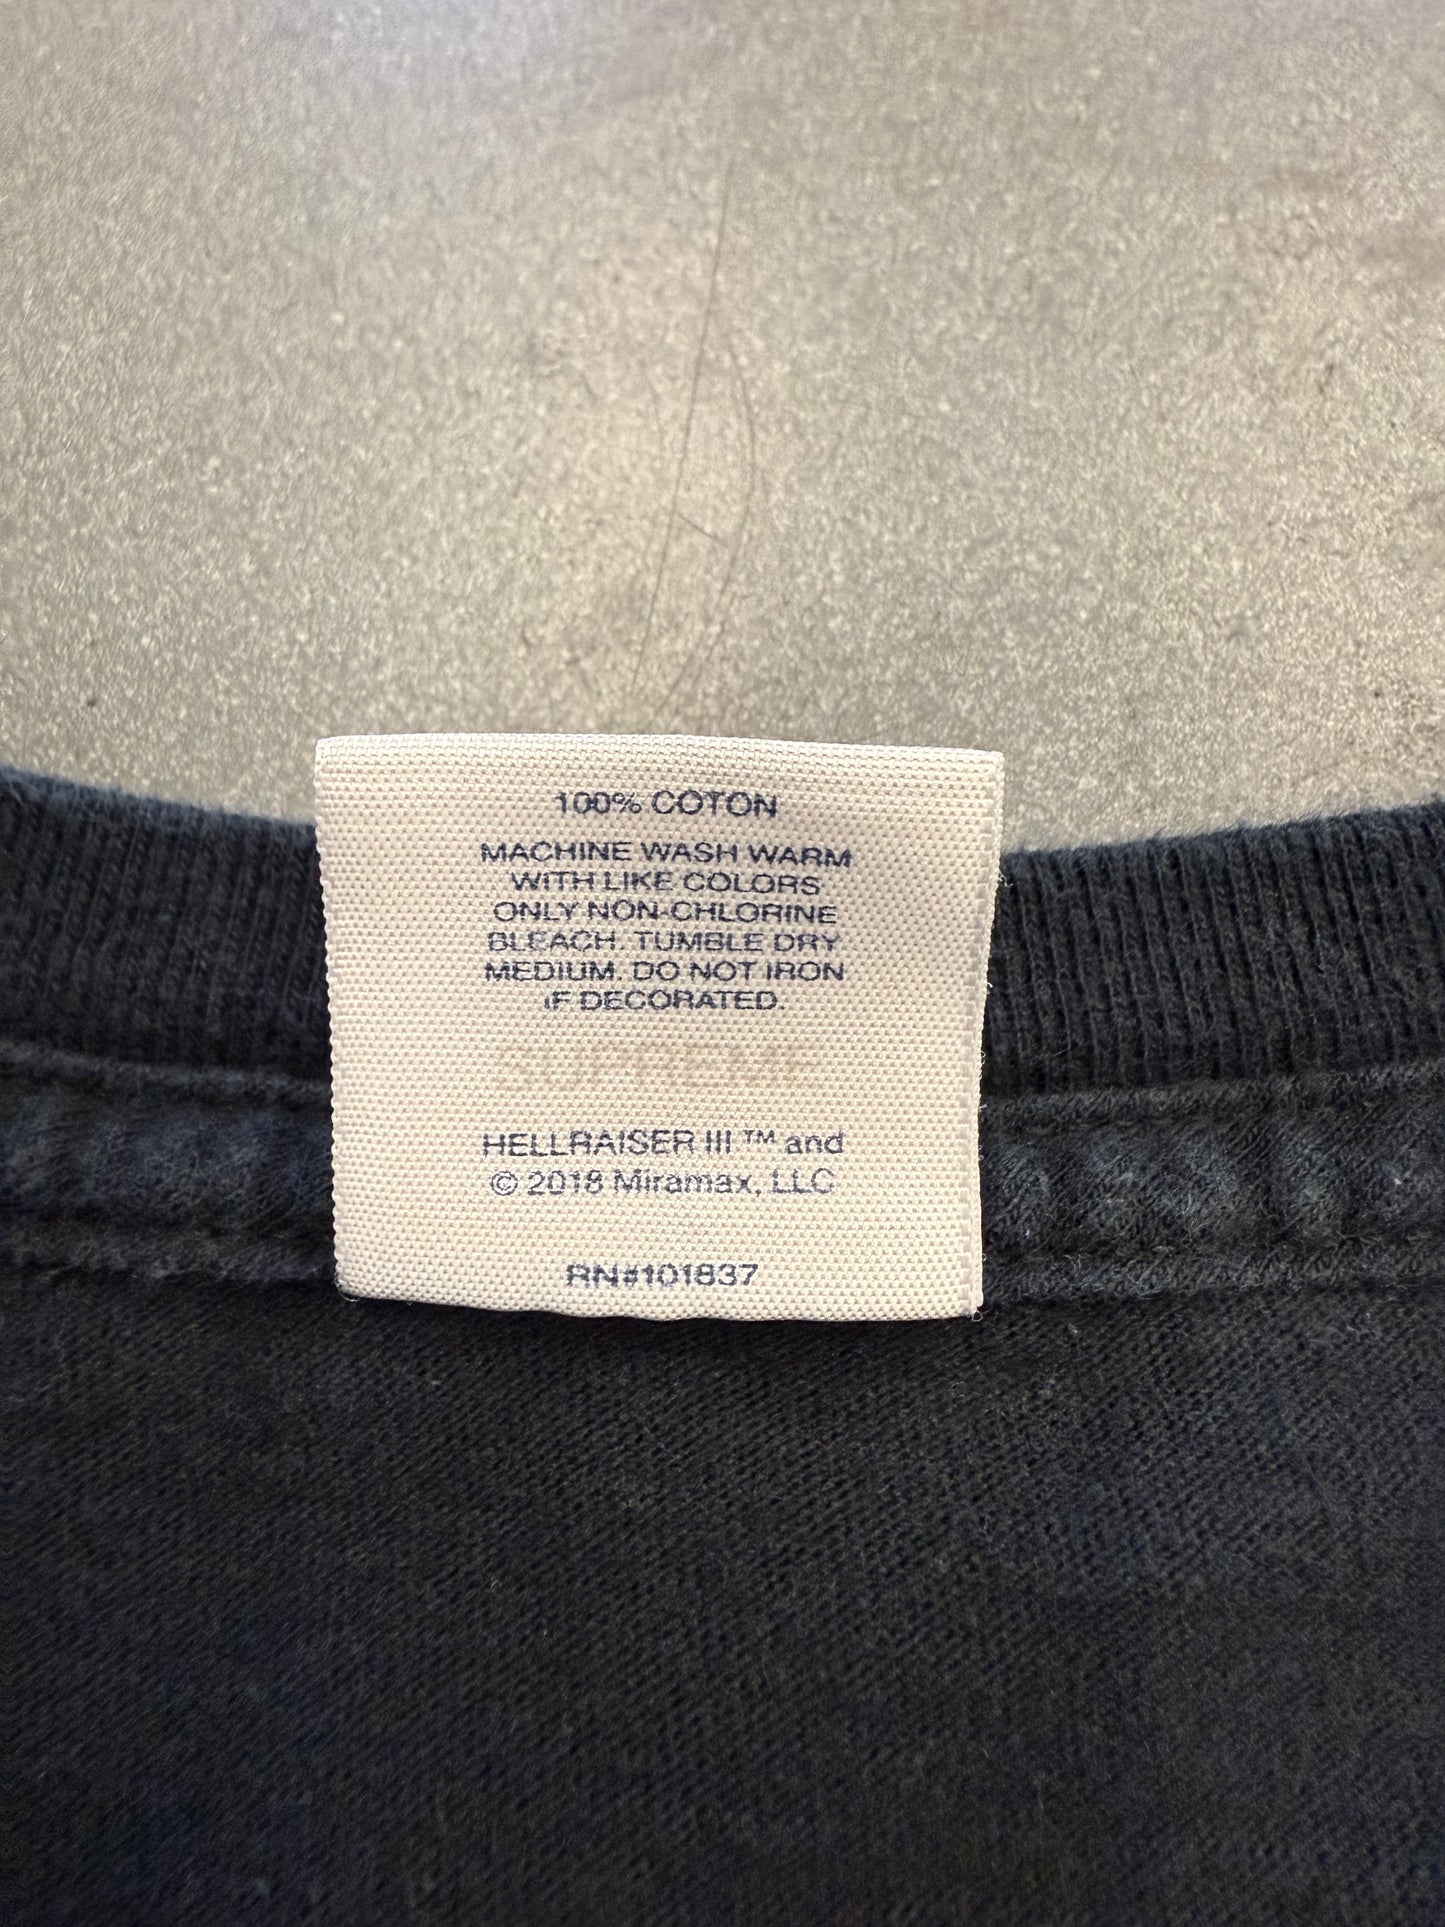 100% COTON
MACHINE WASH WARM
WITH LIKE COLORS
ONLY NON-CHLORINE
BLEACH. TUMBLE DRY
MEDIUM. DO NOT IRON
IF DECORATED.
SUPREME
HELLRAISER III ™ and
© 2018 Miramax, LLC
RN#101837